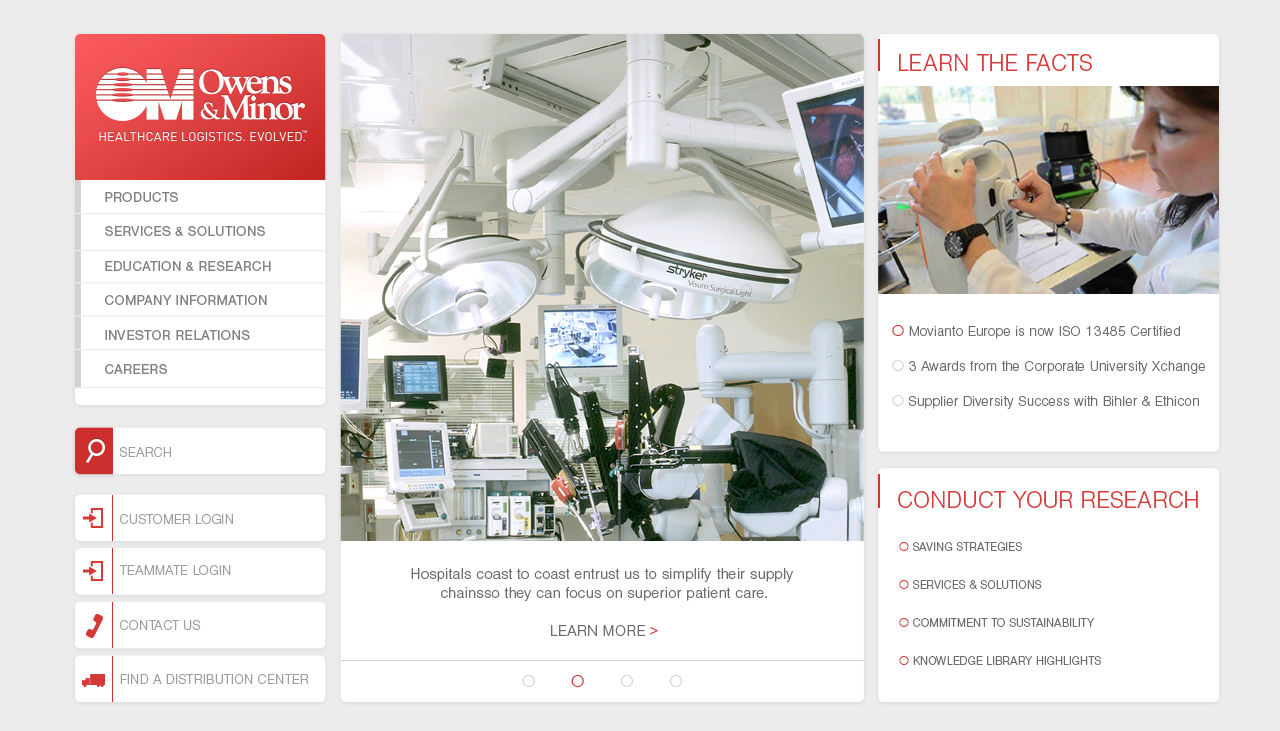 OM Owens
&Minor
HEALTHCARE LOGISTICS. EVOLVED.™
PRODUCTS
SERVICES & SOLUTIONS
EDUCATION & RESEARCH
COMPANY INFORMATION
INVESTOR RELATIONS
CAREERS
SEARCH
CUSTOMER LOGIN
TEAMMATE LOGIN
CONTACT US
FIND A DISTRIBUTION CENTER
stryker
Visum Surgical Light
Hospitals coast to coast entrust us to simplify their supply
chainsso they can focus on superior patient care.
LEARN MORE >
LEARN THE FACTS
Movianto Europe is now ISO 13485 Certified
3 Awards from the Corporate University Xchange
Supplier Diversity Success with Bihler & Ethicon
CONDUCT YOUR RESEARCH
SAVING STRATEGIES
SERVICES & SOLUTIONS
COMMITMENT TO SUSTAINABILITY
KNOWLEDGE LIBRARY HIGHLIGHTS